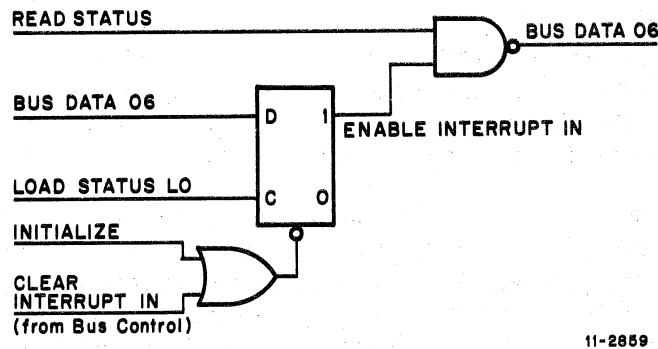 READ STATUS
BUS DATA 06
BUS DATA 06
D
1
ENABLE INTERRUPT IN
LOAD STATUS LO
C
0
INITIALIZE
CLEAR
INTERRUPT IN
(from Bus Control)
11-2859